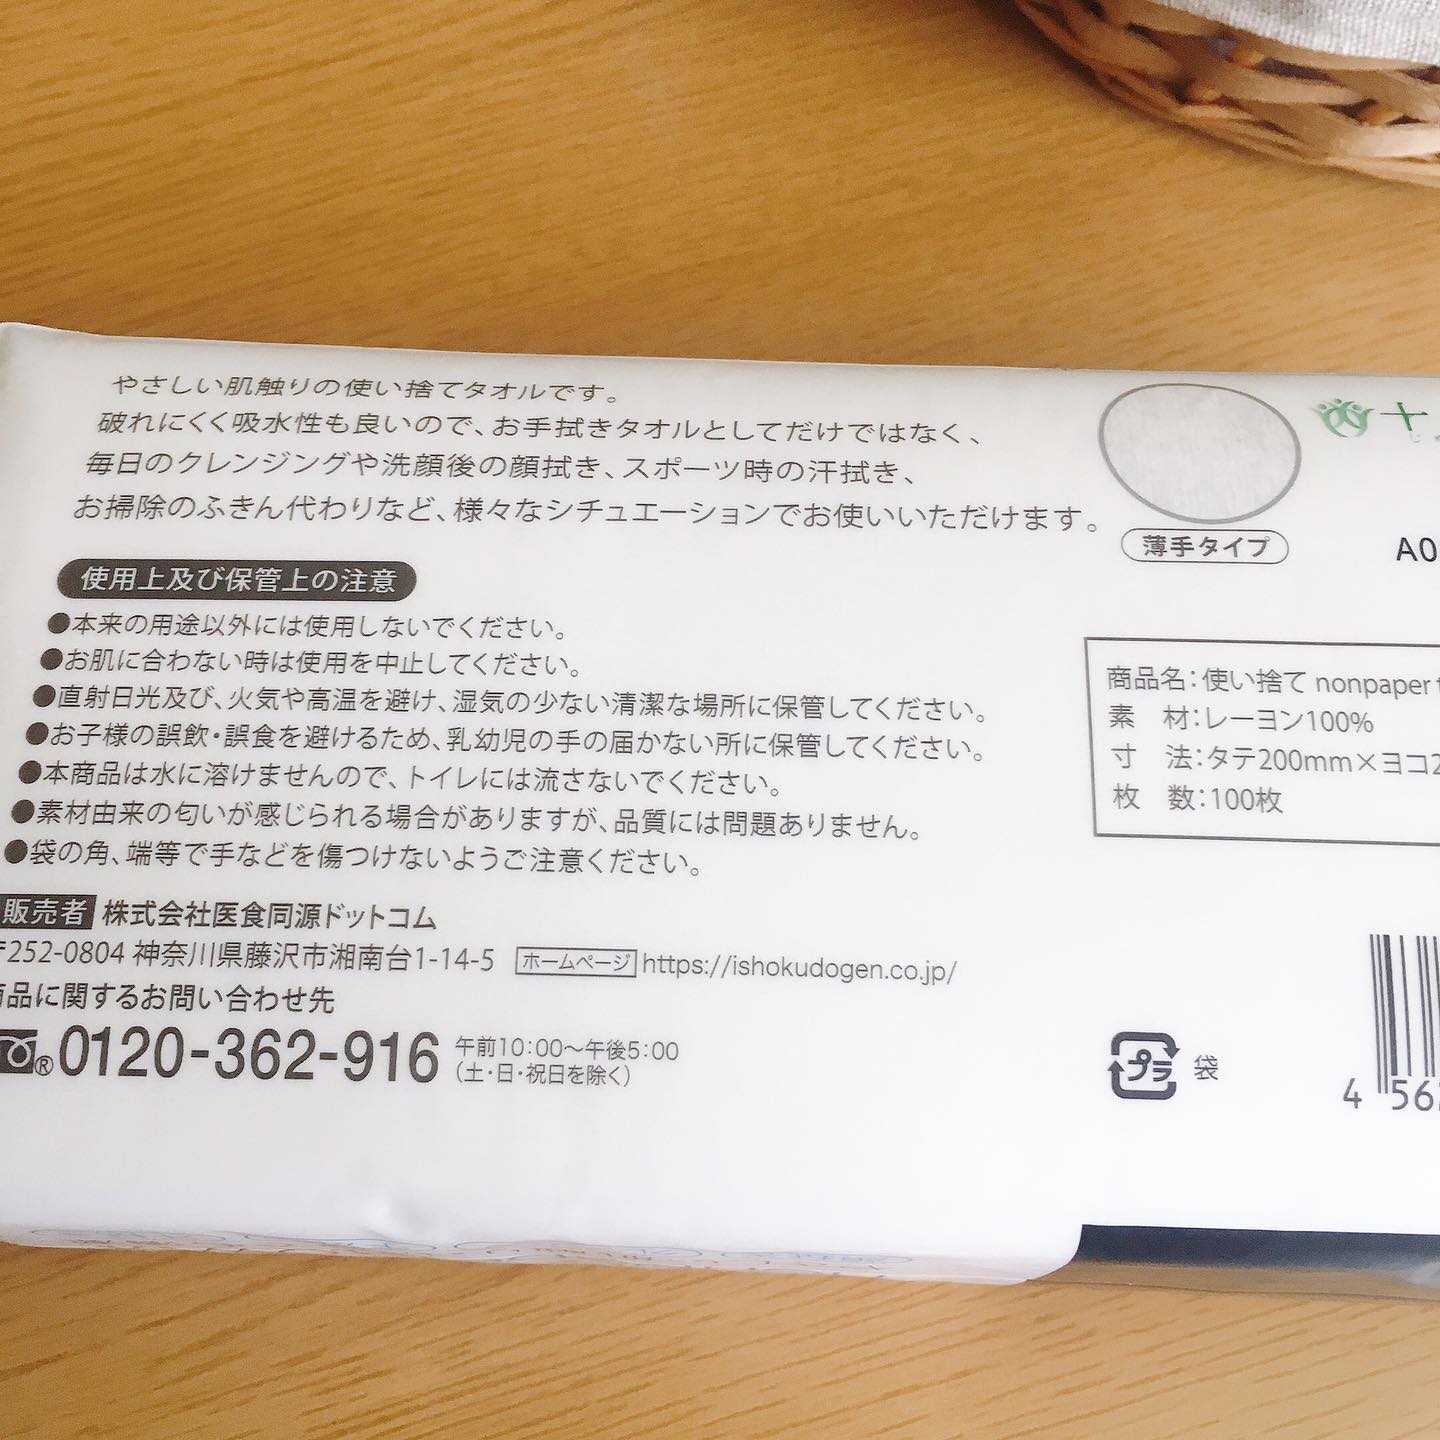 やさしい肌触りの使い捨てタオルです。
破れにくく吸水性も良いので、お手拭きタオルとしてだけではなく、
毎日のクレンジングや洗顔後の顔拭き、スポーツ時の汗拭き、
お掃除のふきん代わりなど、様々なシチュエーションでお使いいただけます。
薄手タイプ
A0
使用上及び保管上の注意
●本来の用途以外には使用しないでください。
●お肌に合わない時は使用を中止してください。
●直射日光及び、火気や高温を避け、湿気の少ない清潔な場所に保管してください。
●お子様の誤飲・誤食を避けるため、乳幼児の手の届かない所に保管してください。
●本商品は水に溶けませんので、トイレには流さないでください。
●素材由来の匂いが感じられる場合がありますが、品質には問題ありません。
●袋の角、端等で手などを傷つけないようご注意ください。
商品名:使い捨て nonpaper t
素 材:レーヨン100%
寸 法:タテ200mm×ヨコ2
枚 数:100枚
販売者 株式会社医食同源ドットコム
〒252-0804 神奈川県藤沢市湘南台1-14-5 ホームページ https://ishokudogen.co.jp/
商品に関するお問い合わせ先
®0120-362-916 午前10:00〜午後5:00
(土・日・祝日を除く)
プラ 袋
4 562